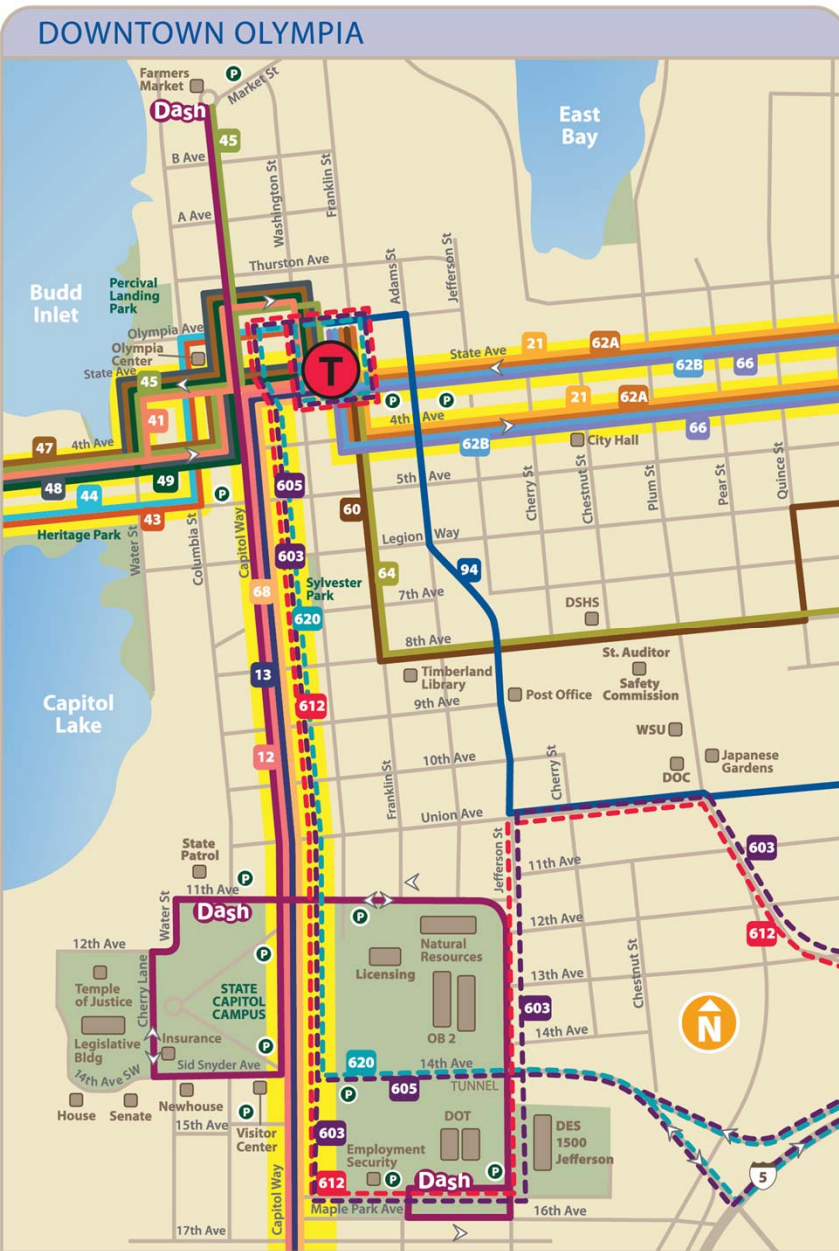 DOWNTOWN OLYMPIA
Farmers
Market
P
Market St
Dash
45
B Ave
East
Bay
A Ave
Washington St
Franklin St
Thurston Ave
Adams St
Jefferson St
Budd
Inlet
Percival
Landing
Park
Olympia Ave
Olympia
Center
State Ave
45
T
State Ave
21
62A
62B
66
P
P
41
4th Ave
21
62A
47
4th Ave
62B
66
City Hall
48
44
49
43
P
605
60
5th Ave
Cherry St
Chestnut St
Plum St
Pear St
Quince St
Heritage Park
Water St
Columbia St
Capitol Way
603
Legion Way
94
68
Sylvester
Park
64
7th Ave
620
DSHS
8th Ave
13
Timberland
Library
St. Auditor
Safety
Commission
Capitol
Lake
612
9th Ave
Post Office
WSU
12
10th Ave
Cherry St
DOC
Japanese
Gardens
Franklin St
Union Ave
State
Patrol
P
Jefferson St
11th Ave
603
11th Ave
Water St
Dash
P
12th Ave
612
12th Ave
Natural
Resources
P
Licensing
13th Ave
Chestnut St
Temple
of Justice
Cherry Lane
STATE
CAPITOL
CAMPUS
603
N
Legislative
Bldg
Insurance
OB 2
14th Ave
P
14th Ave SW
Sid Snyder Ave
620
14th Ave
605
TUNNEL
House
Senate
Newhouse
P
Visitor
Center
P
15th Ave
603
DOT
DES
1500
Jefferson
Employment
Security
P
P
5
612
Dash
Capitol Way
Maple Park Ave
16th Ave
17th Ave